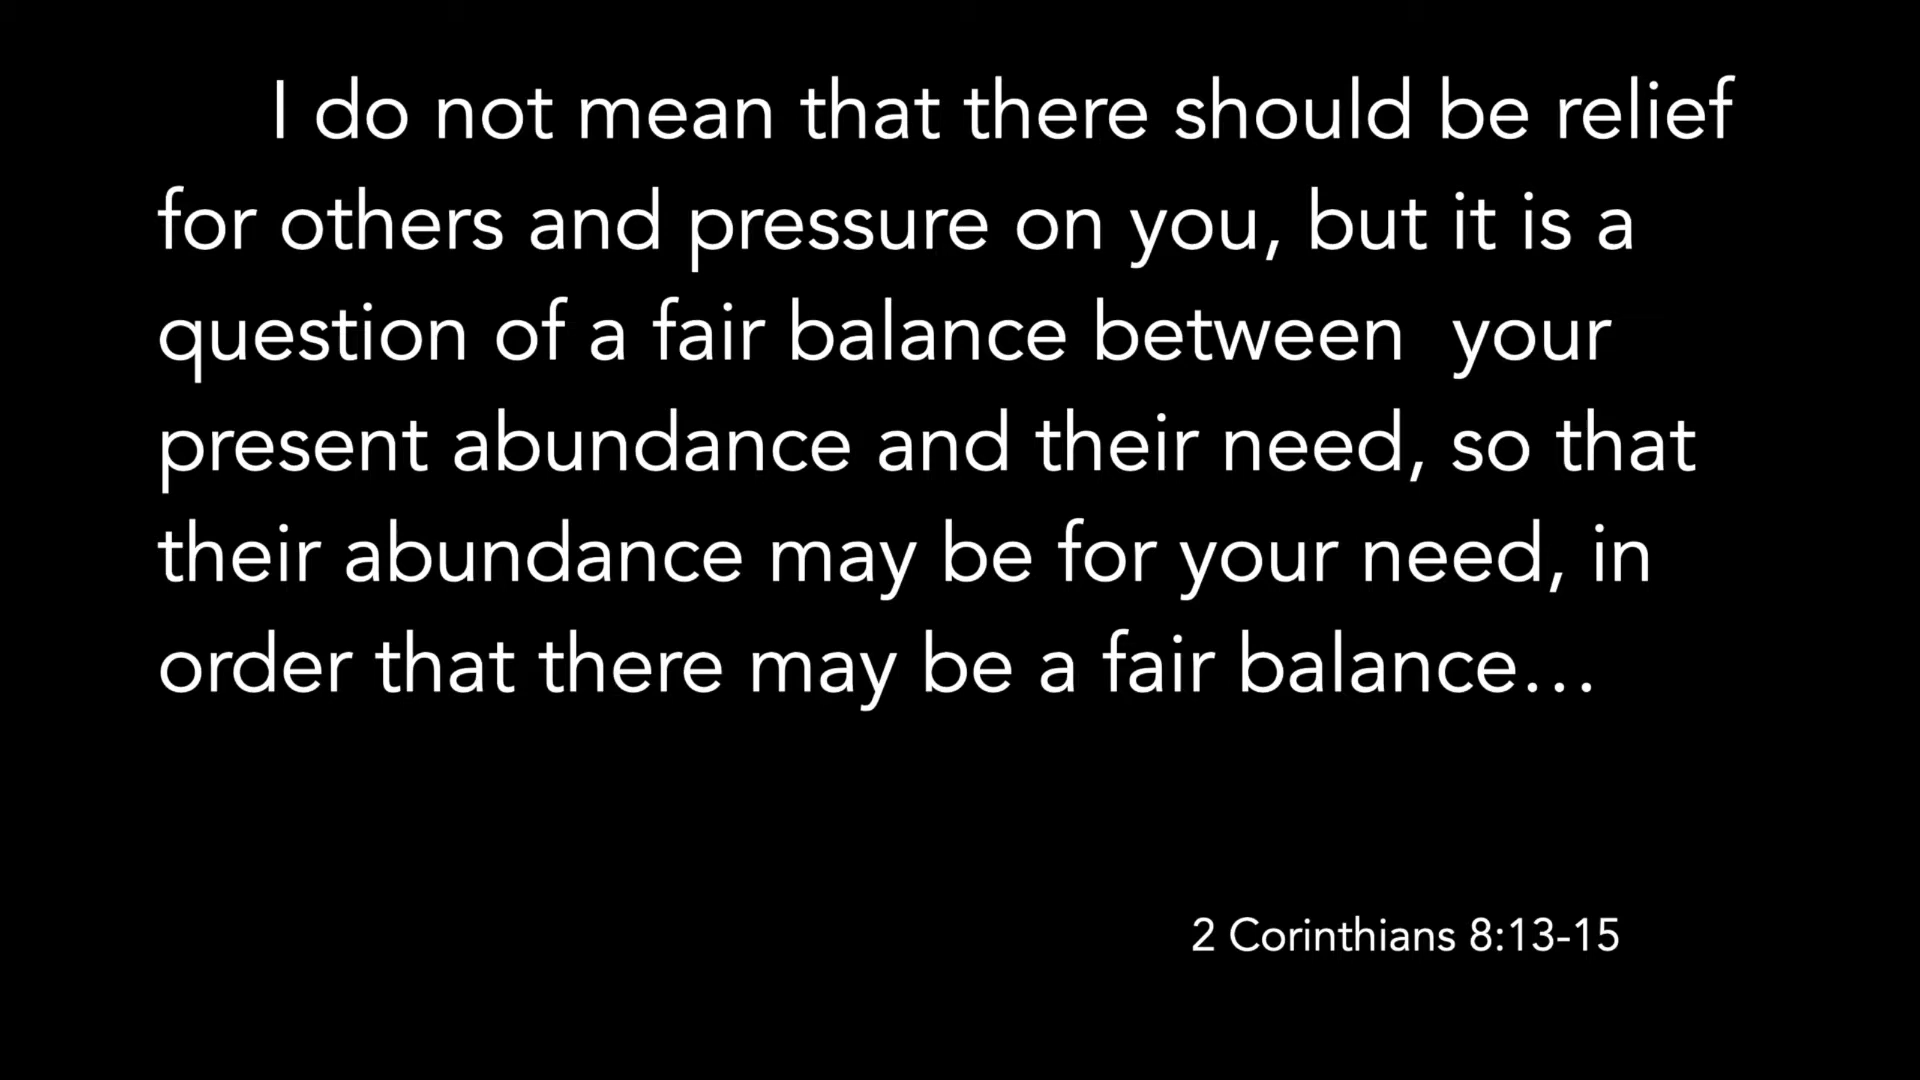 I do not mean that there should be relief
for others and pressure on you, but it is a
question of a fair balance between  your
present abundance and their need, so that
their abundance may be for your need, in
order that there may be a fair balance…
2 Corinthians 8:13-15